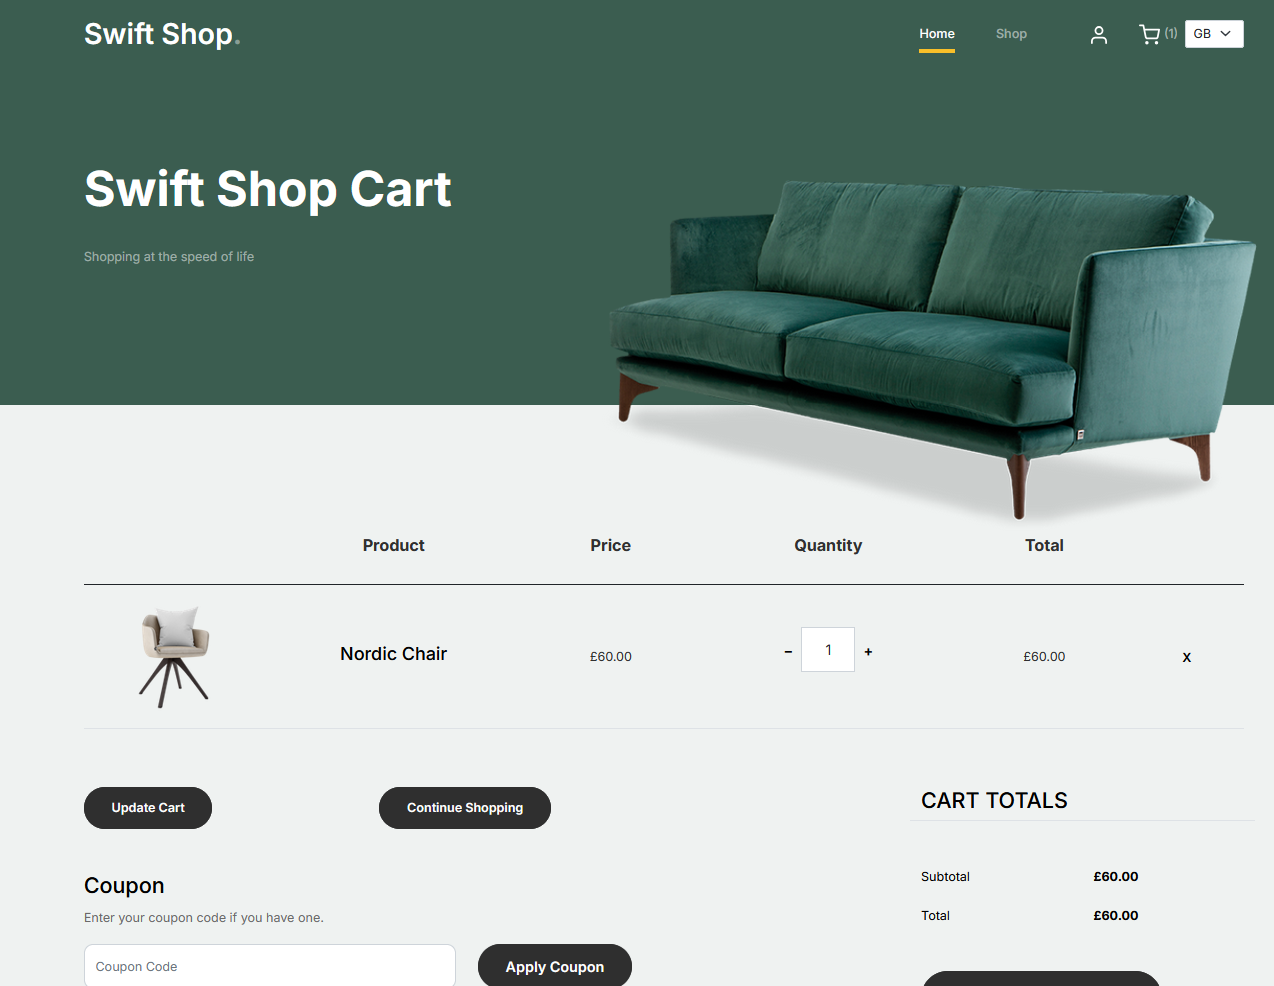 Swift Shop.
Home
Shop
(1)
GB
Swift Shop Cart
Shopping at the speed of life
Product Price Quantity Total
Nordic Chair £60.00 − 1 + £60.00 X
Update Cart
Continue Shopping
CART TOTALS
Subtotal £60.00
Total £60.00
Coupon
Enter your coupon code if you have one.
Coupon Code
Apply Coupon